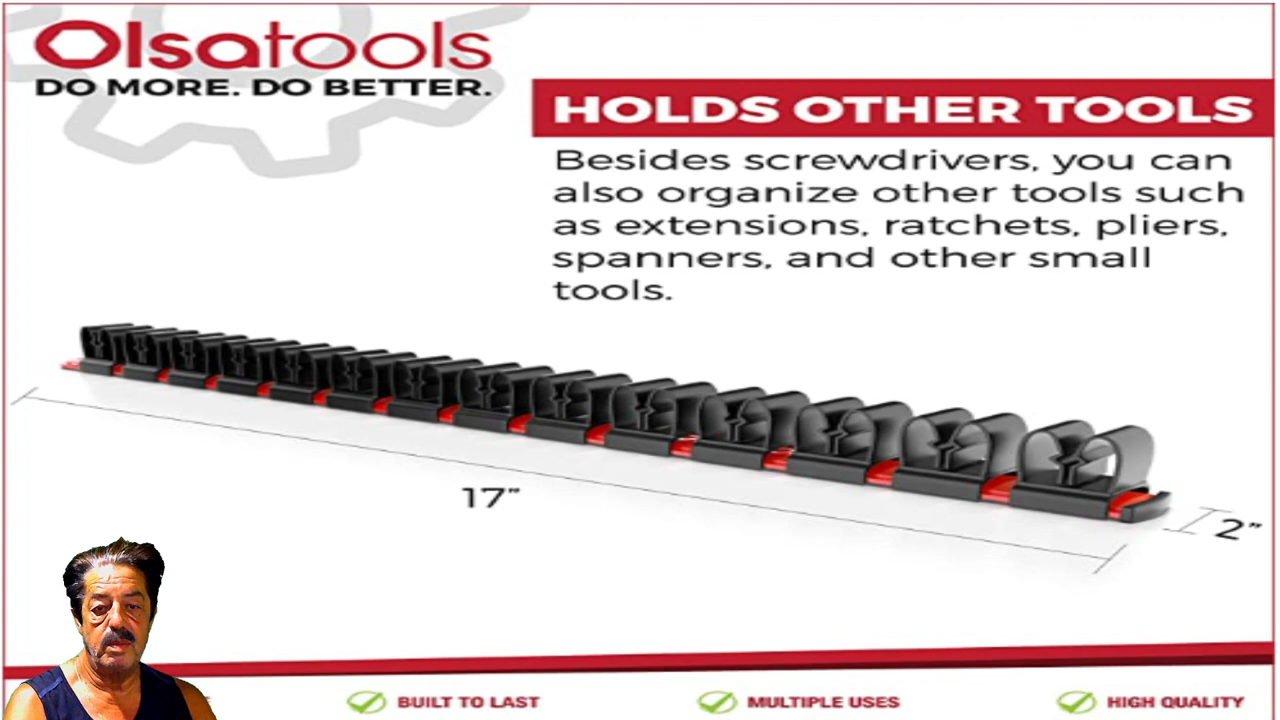 Olsatools
DO MORE. DO BETTER.
HOLDS OTHER TOOLS
Besides screwdrivers, you can
also organize other tools such
as extensions, ratchets, pliers,
spanners, and other small
tools.
17”
2”
BUILT TO LAST
MULTIPLE USES
HIGH QUALITY